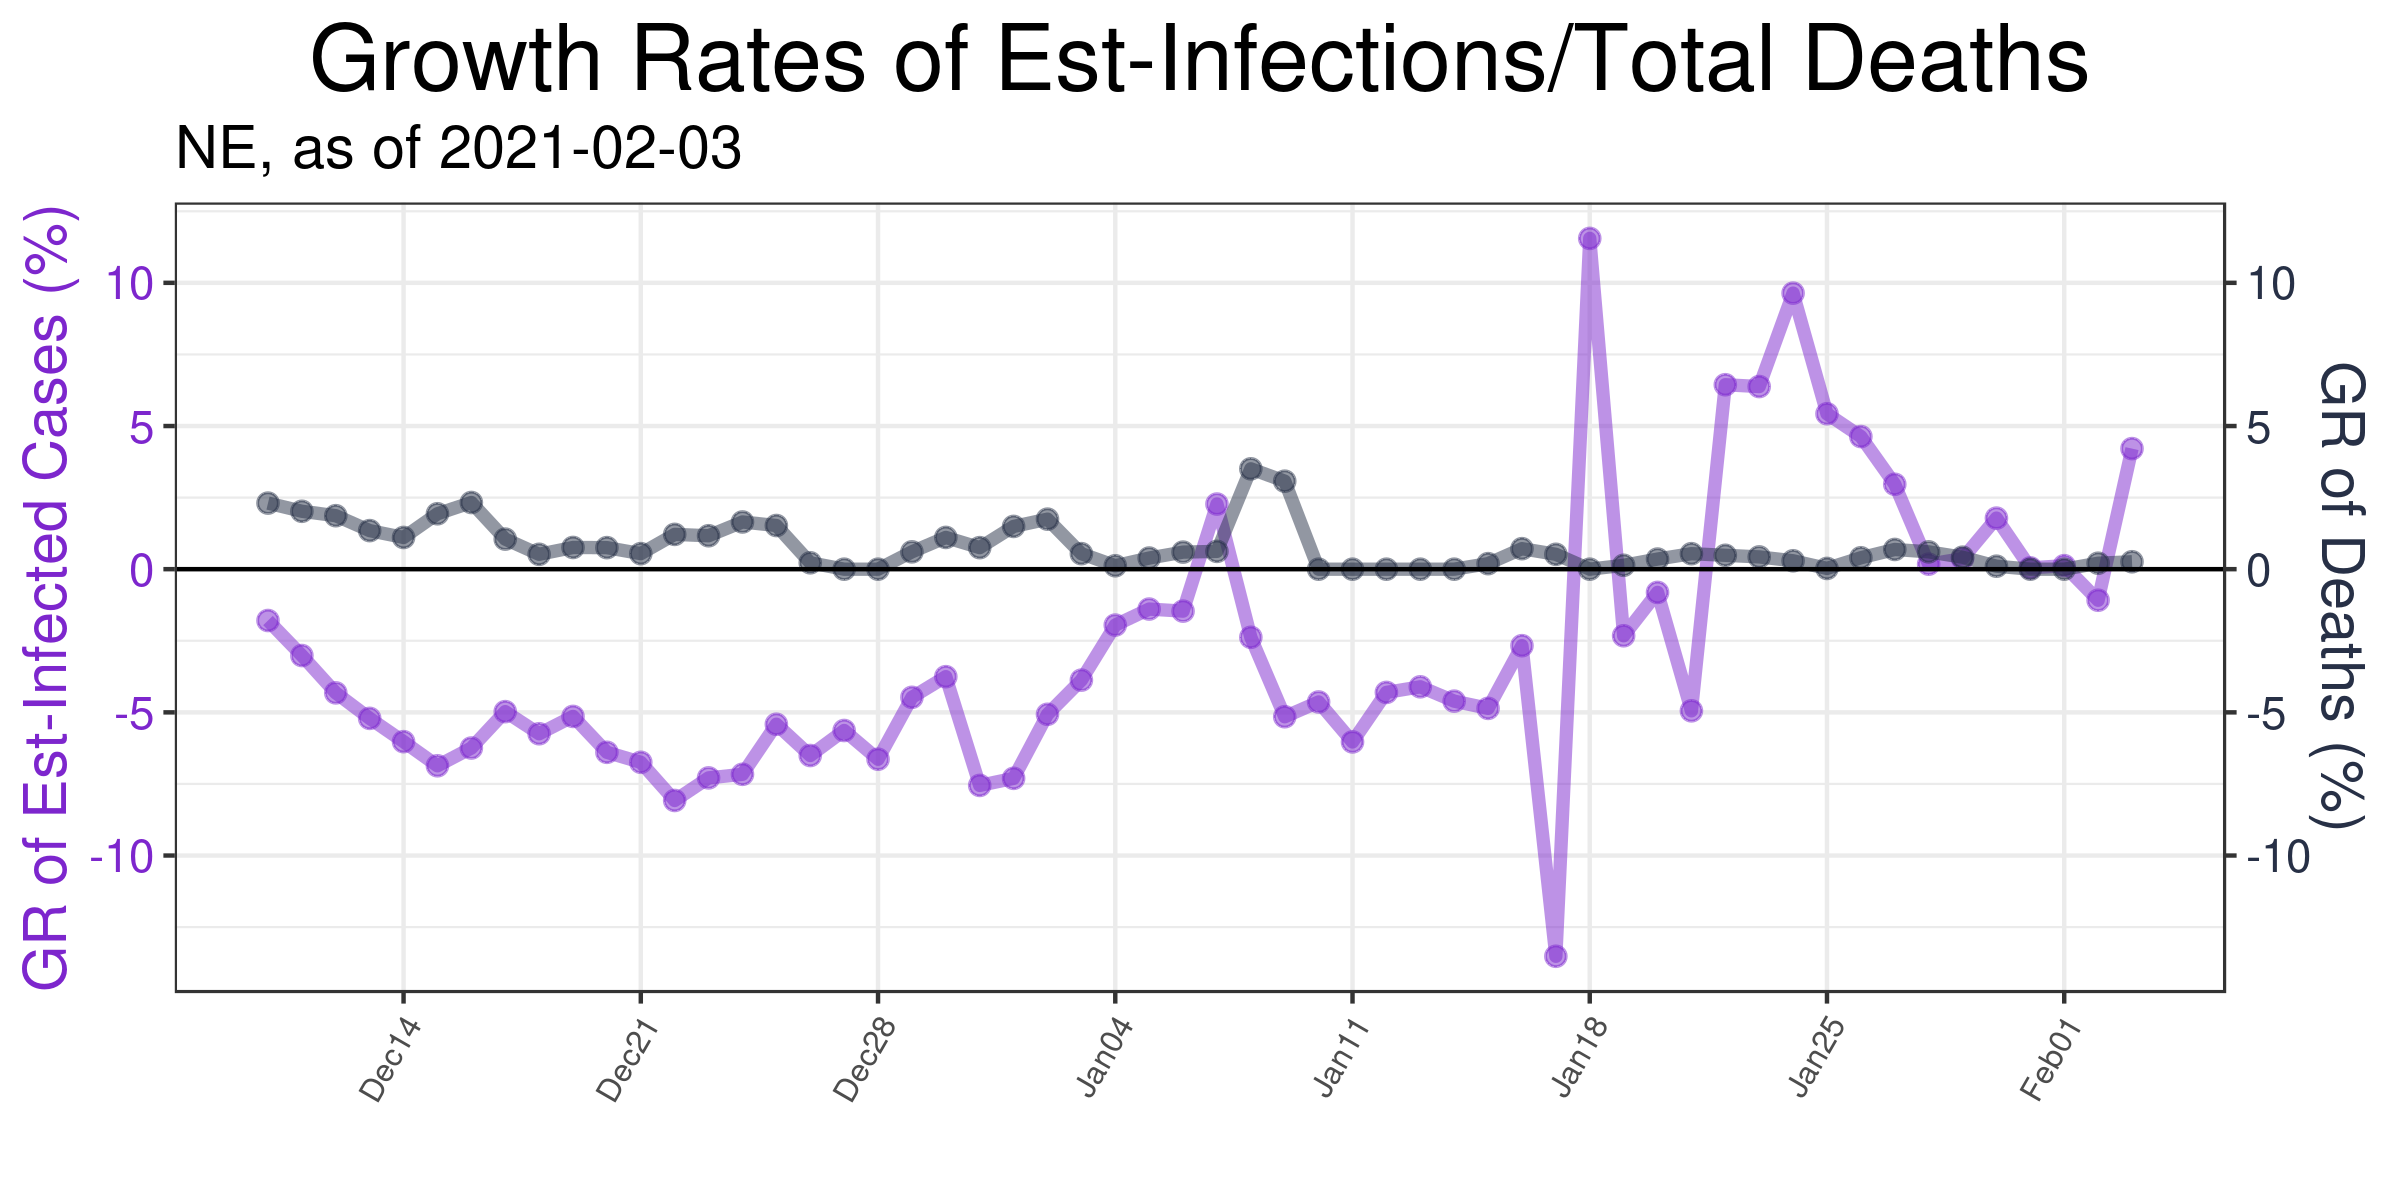 Growth Rates of Est-Infections/Total Deaths
NE, as of 2021-02-03
GR of Est-Infected Cases (%)
10
5
0
-5
-10
10
5
0
-5
-10
GR of Deaths (%)
Dec14
Dec21
Dec28
Jan04
Jan11
Jan18
Jan25
Feb01